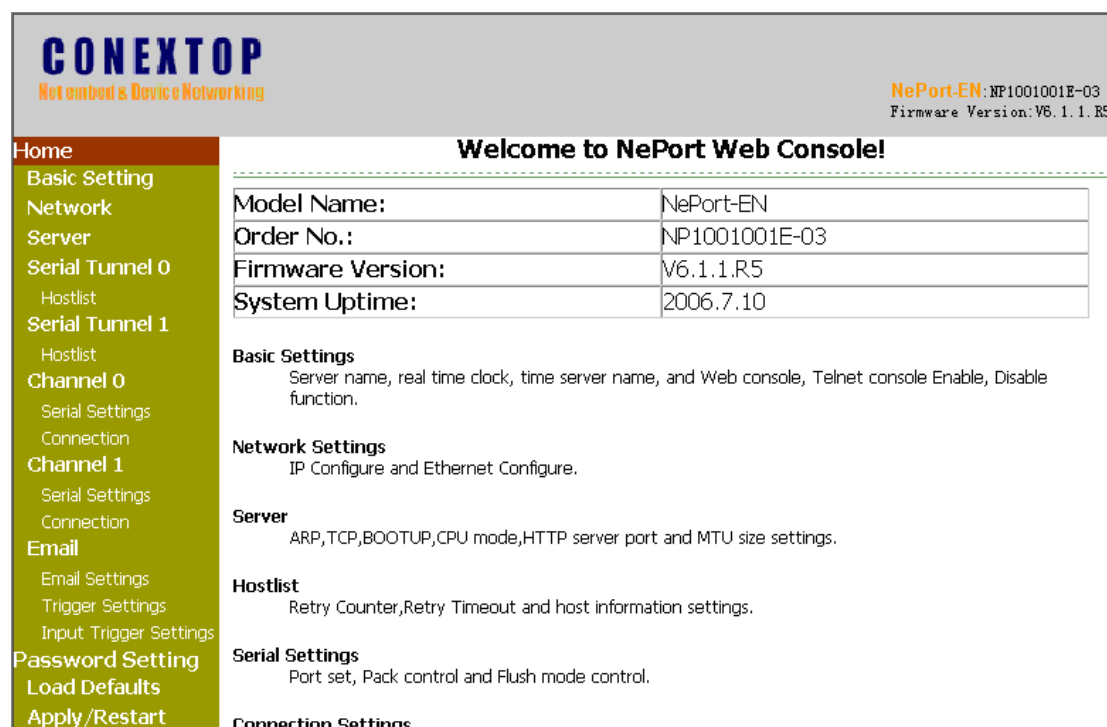 CONEXTOP
Net embed & Device Networking
NePort-EN:NP1001001E-03
Firmware Version:V6.1.1.R5
Home
Basic Setting
Network
Server
Serial Tunnel 0
Hostlist
Serial Tunnel 1
Hostlist
Channel 0
Serial Settings
Connection
Channel 1
Serial Settings
Connection
Email
Email Settings
Trigger Settings
Input Trigger Settings
Password Setting
Load Defaults
Apply/Restart
Welcome to NePort Web Console!
Model Name: NePort-EN
Order No.: NP1001001E-03
Firmware Version: V6.1.1.R5
System Uptime: 2006.7.10
Basic Settings
Server name, real time clock, time server name, and Web console, Telnet console Enable, Disable
function.
Network Settings
IP Configure and Ethernet Configure.
Server
ARP,TCP,BOOTUP,CPU mode,HTTP server port and MTU size settings.
Hostlist
Retry Counter,Retry Timeout and host information settings.
Serial Settings
Port set, Pack control and Flush mode control.
Connection Settings